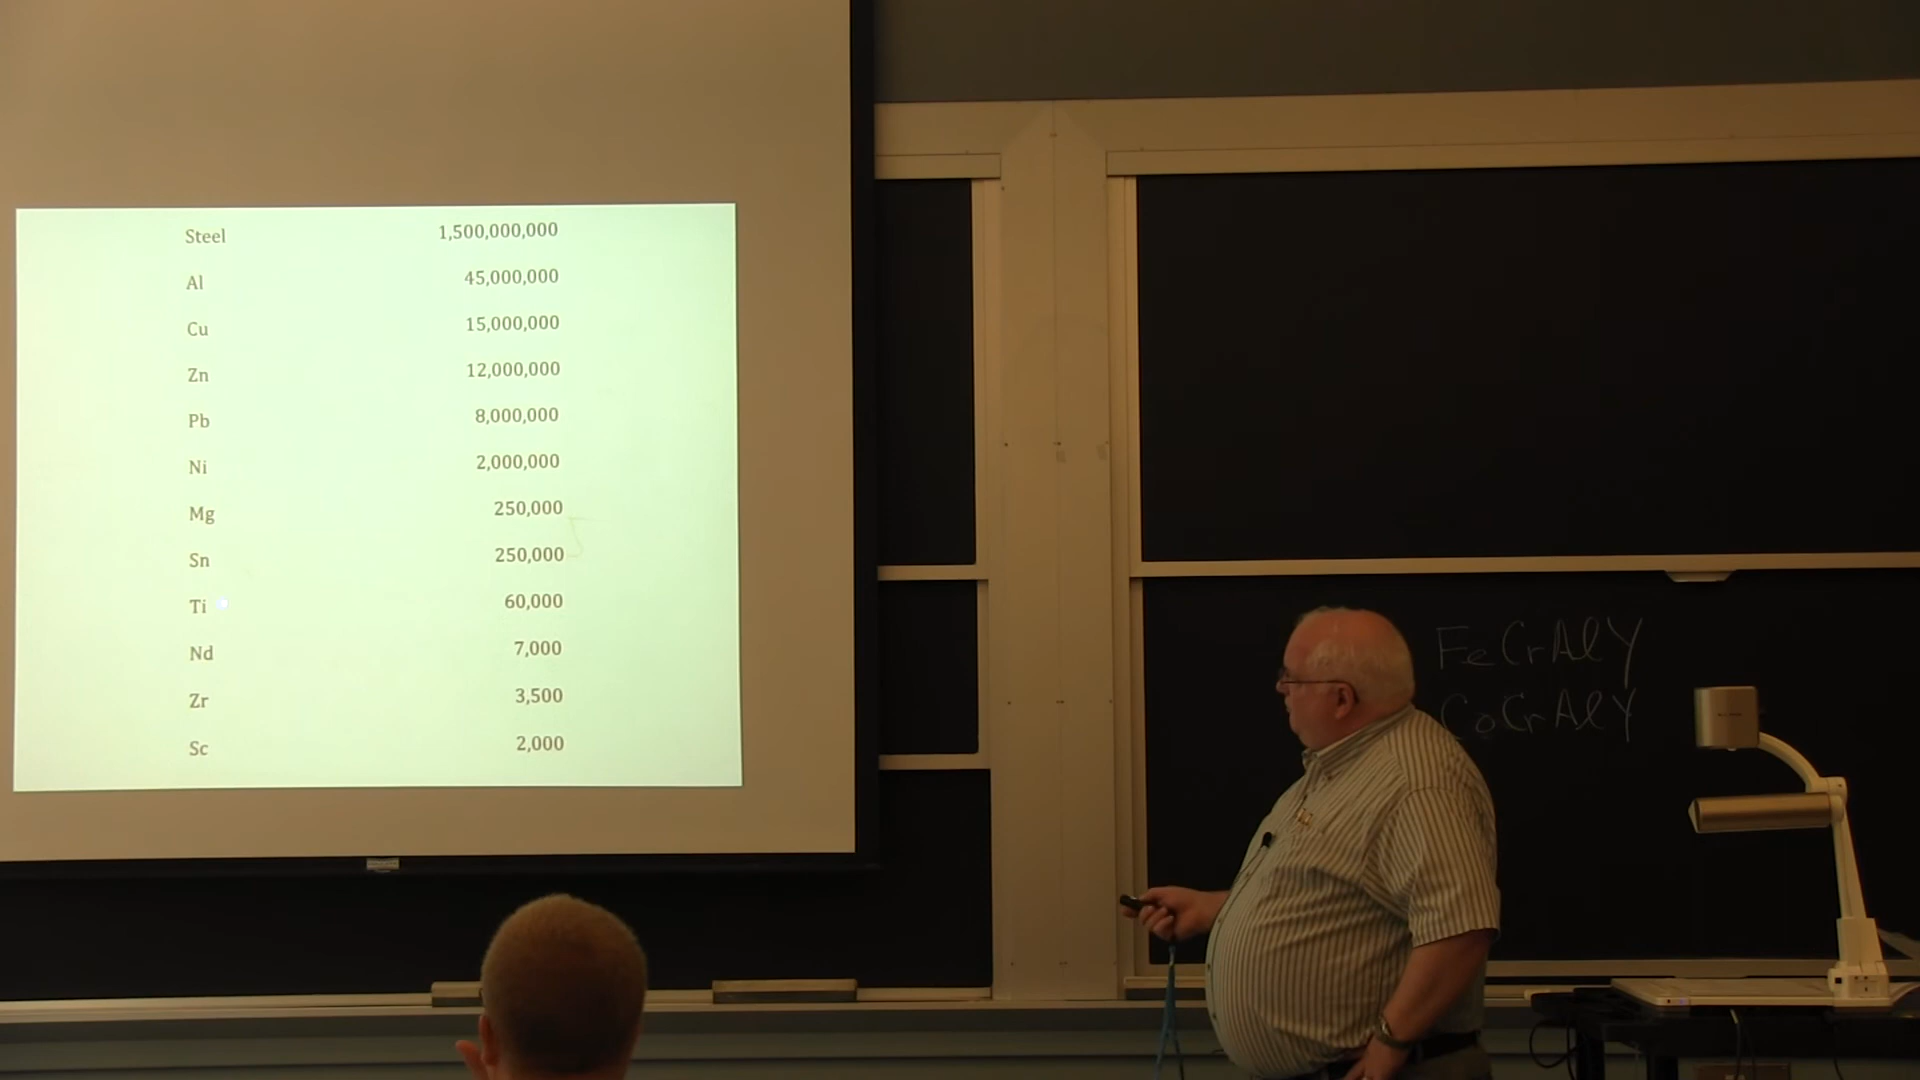 Steel 1,500,000,000
Al 45,000,000
Cu 15,000,000
Zn 12,000,000
Pb 8,000,000
Ni 2,000,000
Mg 250,000
Sn 250,000
Ti 60,000
Nd 7,000
Zr 3,500
Sc 2,000
FeCrAlY
CoCrAlY